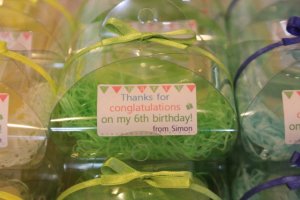 Thanks for
congratulations
on my 6th birthday!
from Simon